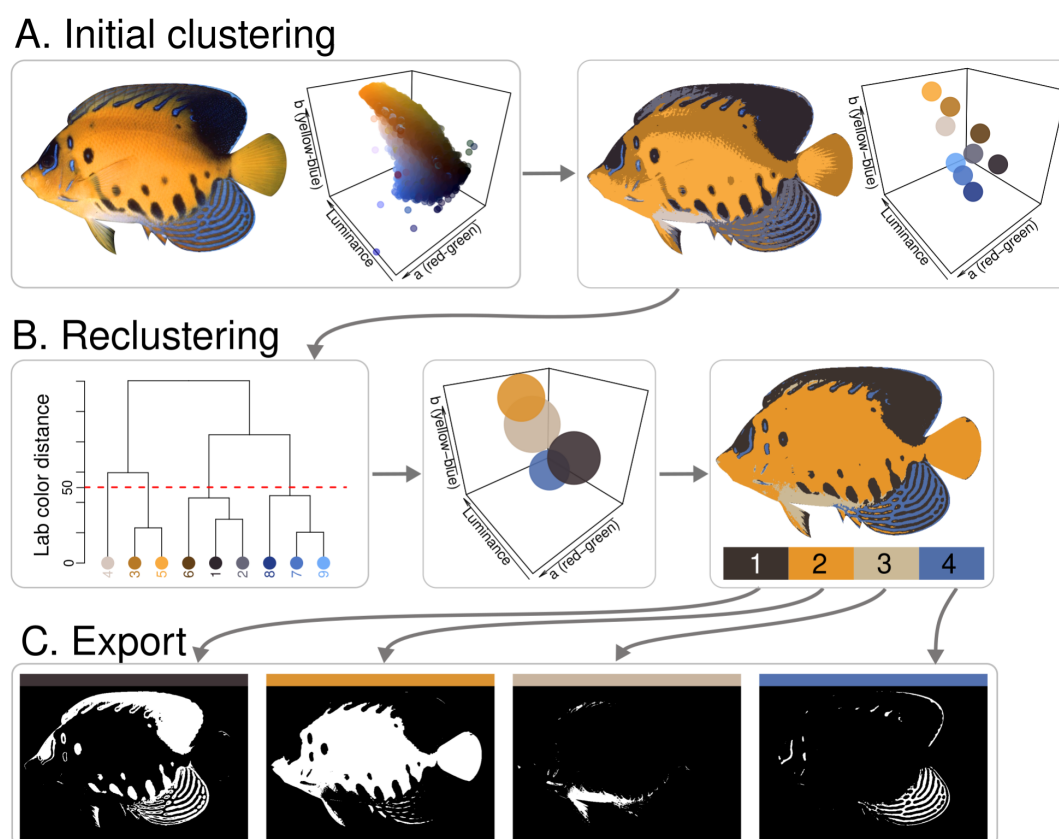 A. Initial clustering
b (yellow-blue)
Luminance
a (red-green)
b (yellow-blue)
Luminance
a (red-green)
B. Reclustering
Lab color distance
50
0
4 3 5 6 1 2 8 7 9
b (yellow-blue)
Luminance
a (red-green)
1 2 3 4
C. Export